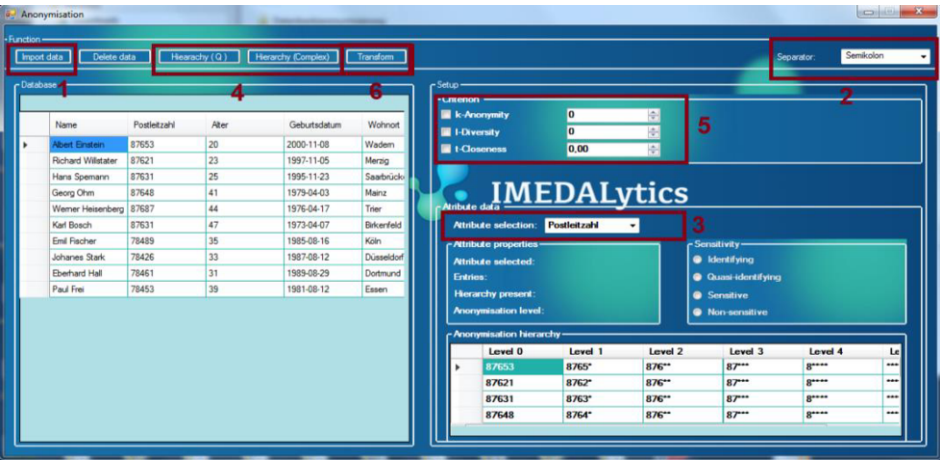 Anonymisation
Function
Import data Delete data Hiearachy ( Q ) Hierarchy (Complex) Transform Separator: Semikolon
1 4 6 2
Database
Name Postleitzahl Alter Geburtsdatum Wohnort
Albert Einstein 87653 20 2000-11-08 Wadern
Richard Willstater 87621 23 1997-11-05 Merzig
Hans Spemann 87631 25 1995-11-23 Saarbrücke
Georg Ohm 87648 41 1979-04-03 Mainz
Werner Heisenberg 87687 44 1976-04-17 Trier
Karl Bosch 87631 47 1973-04-07 Birkenfeld
Emil Fischer 78489 35 1985-08-16 Köln
Johanes Stark 78426 33 1987-08-12 Düsseldorf
Eberhard Hall 78461 31 1989-08-29 Dortmund
Paul Frei 78453 39 1981-08-12 Essen
Setup
Criterion
k-Anonymity 0
l-Diversity 0
t-Closeness 0,00
5
IMEDALytics
Atribute data
Attribute selection: Postleitzahl
3
Attribute properties
Attribute selected:
Entries:
Hierarchy present:
Anonymisation level:
Sensitivity
Identifying
Quasi-identifying
Sensitive
Non-sensitive
Anonymisation hierarchy
Level 0 Level 1 Level 2 Level 3 Level 4 Le
87653 8765* 876** 87*** 8**** ***
87621 8762* 876** 87*** 8**** ***
87631 8763* 876** 87*** 8**** ***
87648 8764* 876** 87*** 8**** ***